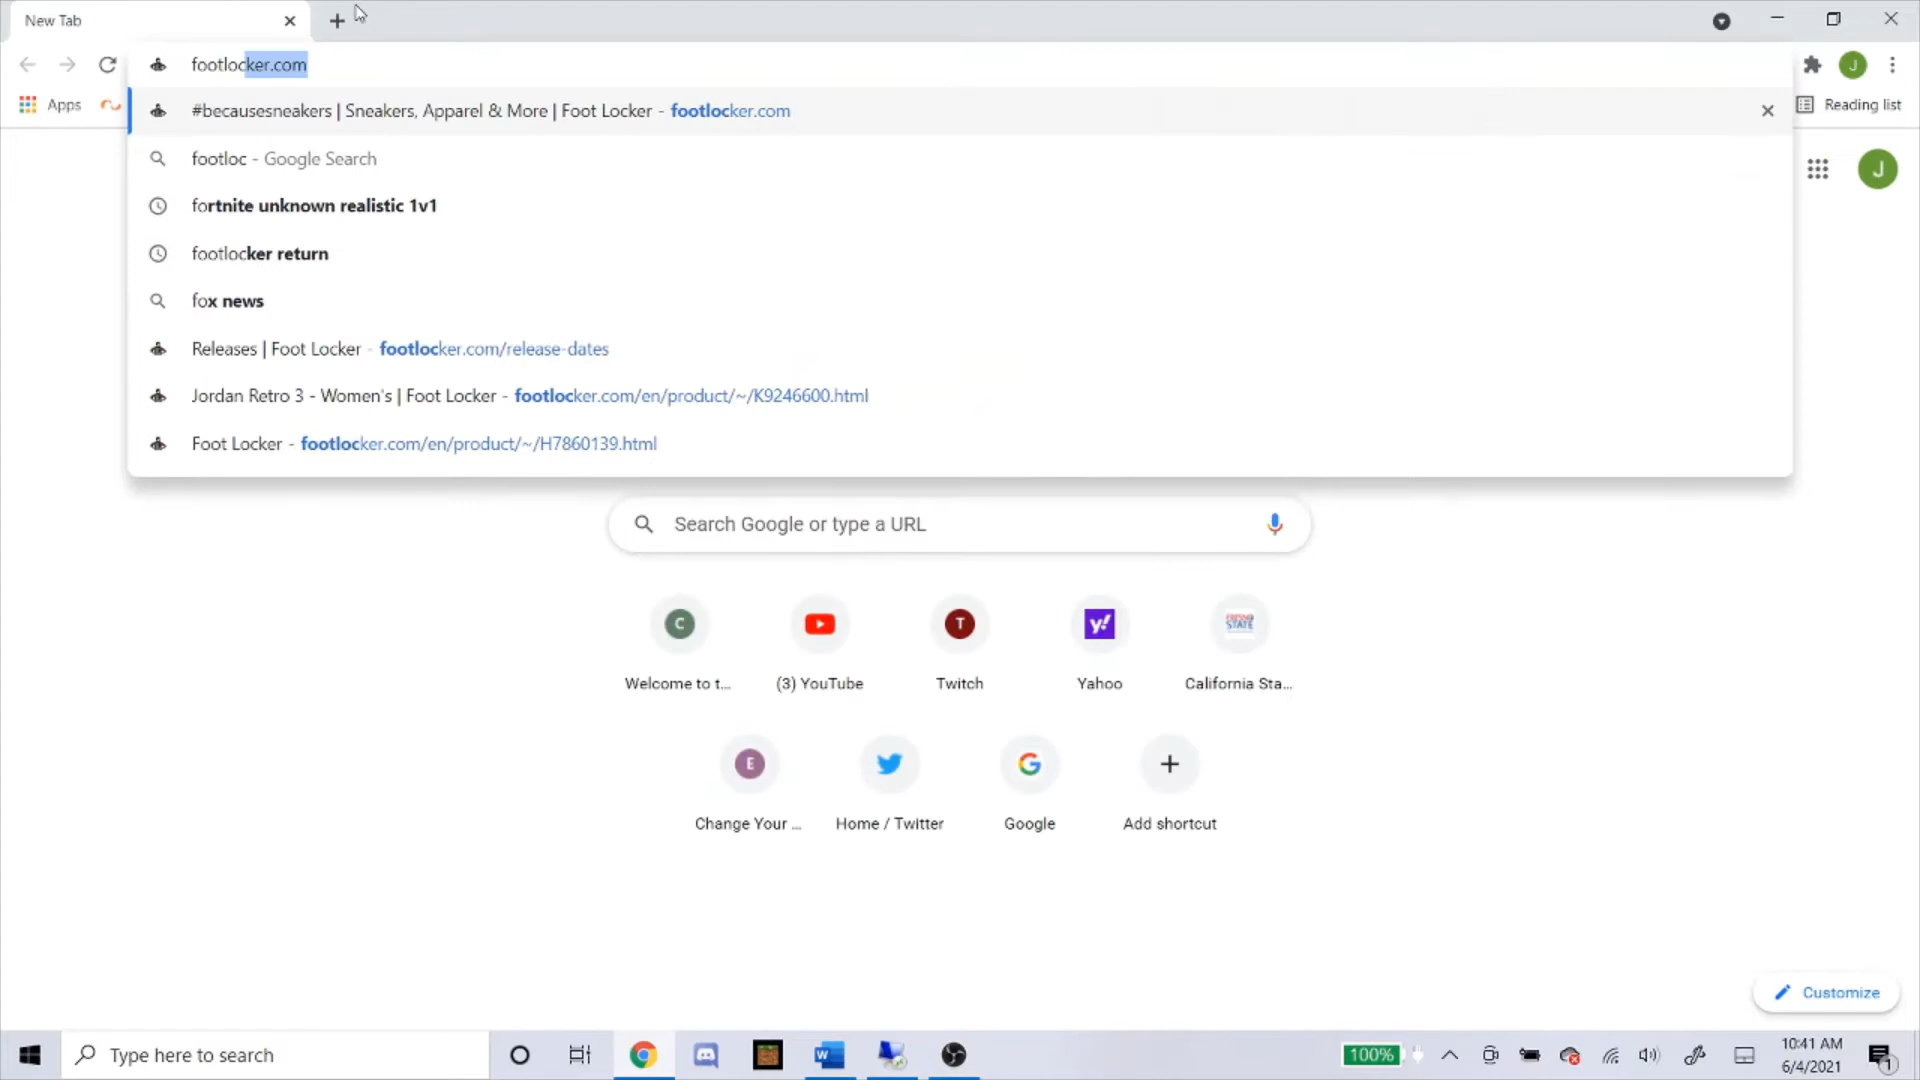 New Tab
footlocker.com
Apps
#becausesneakers | Sneakers, Apparel & More | Foot Locker - footlocker.com
Reading list
footloc - Google Search
J
J
fortnite unknown realistic 1v1
footlocker return
fox news
Releases | Foot Locker - footlocker.com/release-dates
Jordan Retro 3 - Women's | Foot Locker - footlocker.com/en/product/~/K9246600.html
Foot Locker - footlocker.com/en/product/~/H7860139.html
Search Google or type a URL
C
T
y!
FRESNO STATE
Welcome to t...
(3) YouTube
Twitch
Yahoo
California Sta...
E
G
Change Your ...
Home / Twitter
Google
Add shortcut
Customize
Type here to search
W
100%
10:41 AM
6/4/2021
1